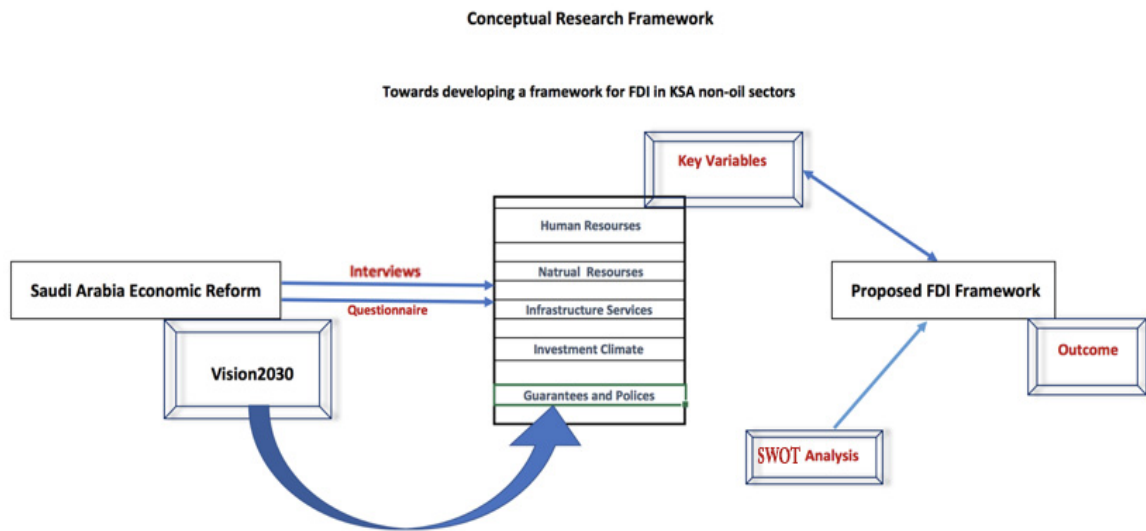 Conceptual Research Framework
Towards developing a framework for FDI in KSA non-oil sectors
Key Variables
Human Resourses
Saudi Arabia Economic Reform
Interviews
Natrual Resourses
Proposed FDI Framework
Questionnaire
Infrastructure Services
Investment Climate
Outcome
Vision2030
Guarantees and Polices
SWOT Analysis